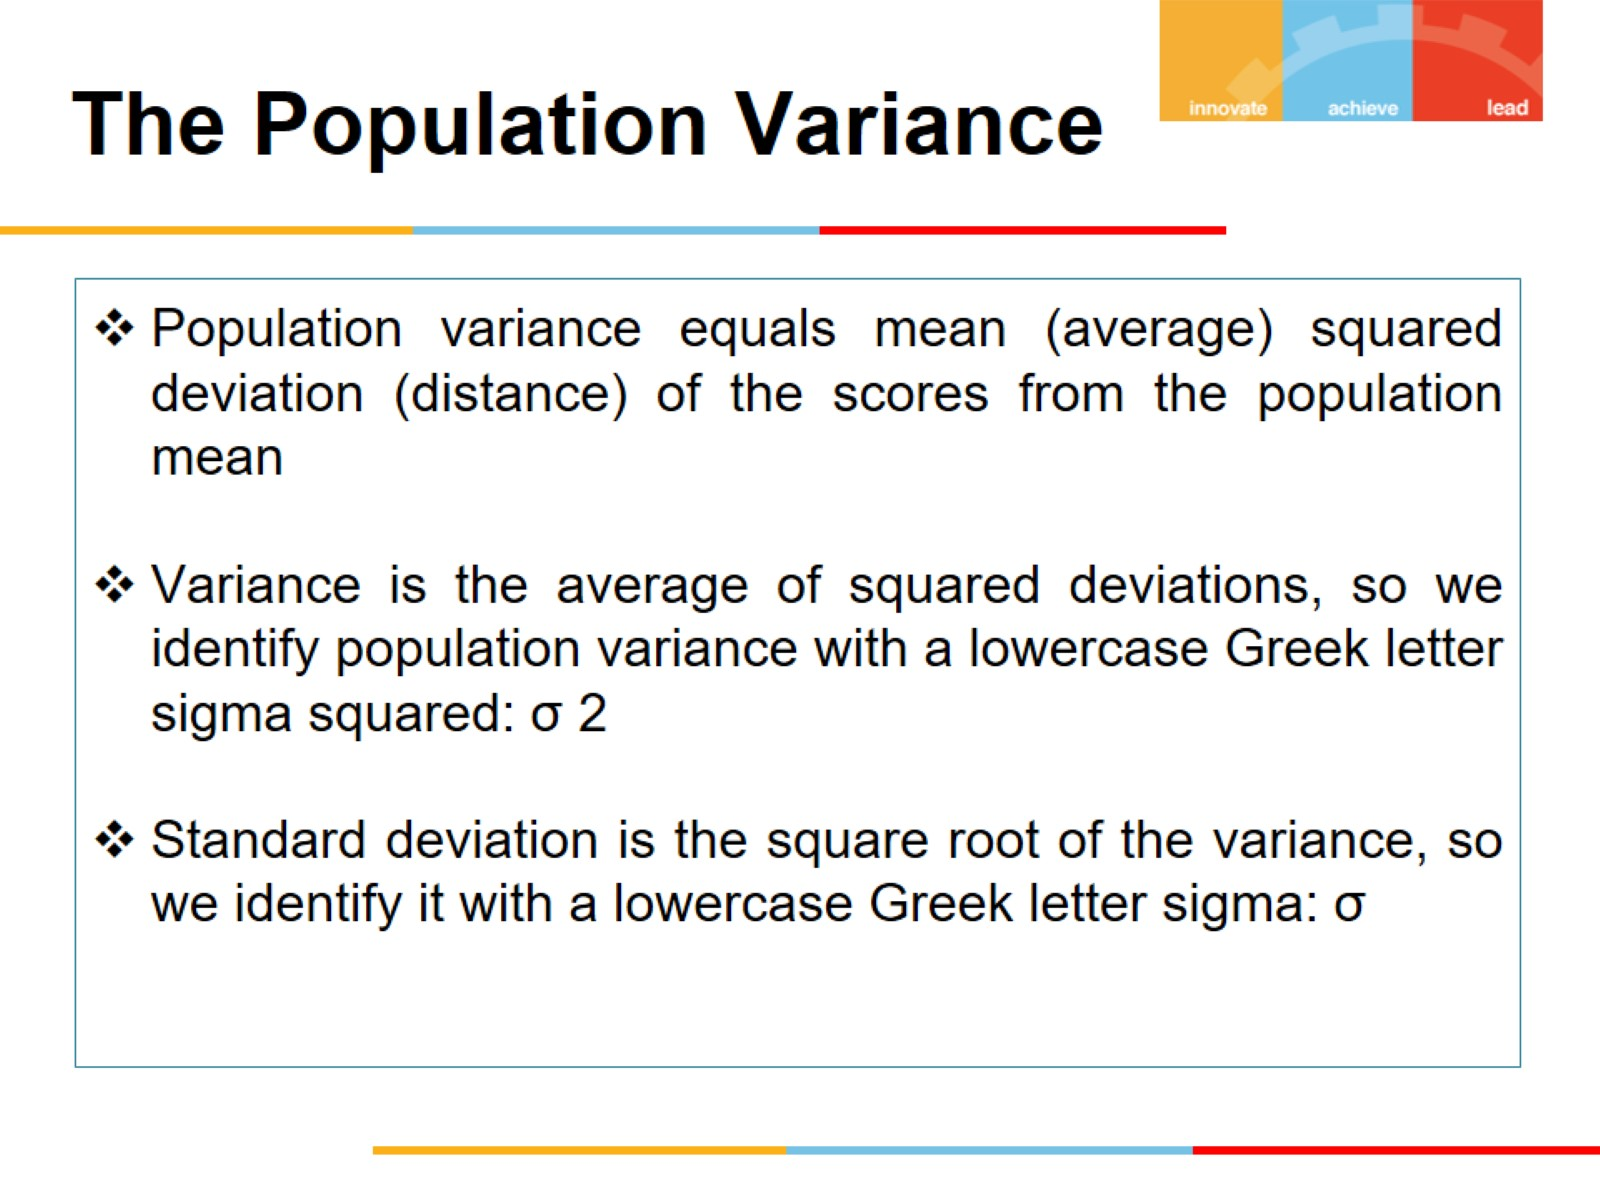 innovate achieve lead
The Population Variance
❖ Population variance equals mean (average) squared
deviation (distance) of the scores from the population
mean
❖ Variance is the average of squared deviations, so we
identify population variance with a lowercase Greek letter
sigma squared: σ 2
❖ Standard deviation is the square root of the variance, so
we identify it with a lowercase Greek letter sigma: σ